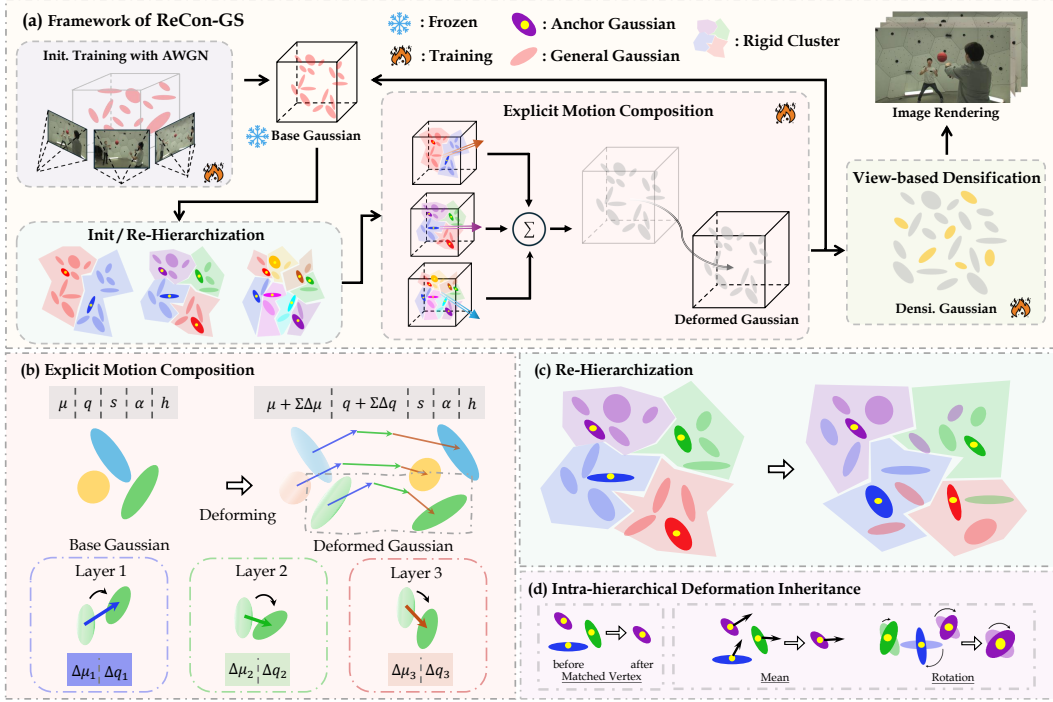 (a) Framework of ReCon-GS
: Frozen
: Anchor Gaussian
: Rigid Cluster
: Training
: General Gaussian
Init. Training with AWGN
Base Gaussian
Explicit Motion Composition
Image Rendering
View-based Densification
Init / Re-Hierarchization
Σ
Deformed Gaussian
Densi. Gaussian
(b) Explicit Motion Composition
μ q s α h
μ + ΣΔμ q + ΣΔq s α h
Deforming
Base Gaussian
Deformed Gaussian
Layer 1
Layer 2
Layer 3
Δμ₁ Δq₁
Δμ₂ Δq₂
Δμ₃ Δq₃
(c) Re-Hierarchization
(d) Intra-hierarchical Deformation Inheritance
before
after
Matched Vertex
Mean
Rotation